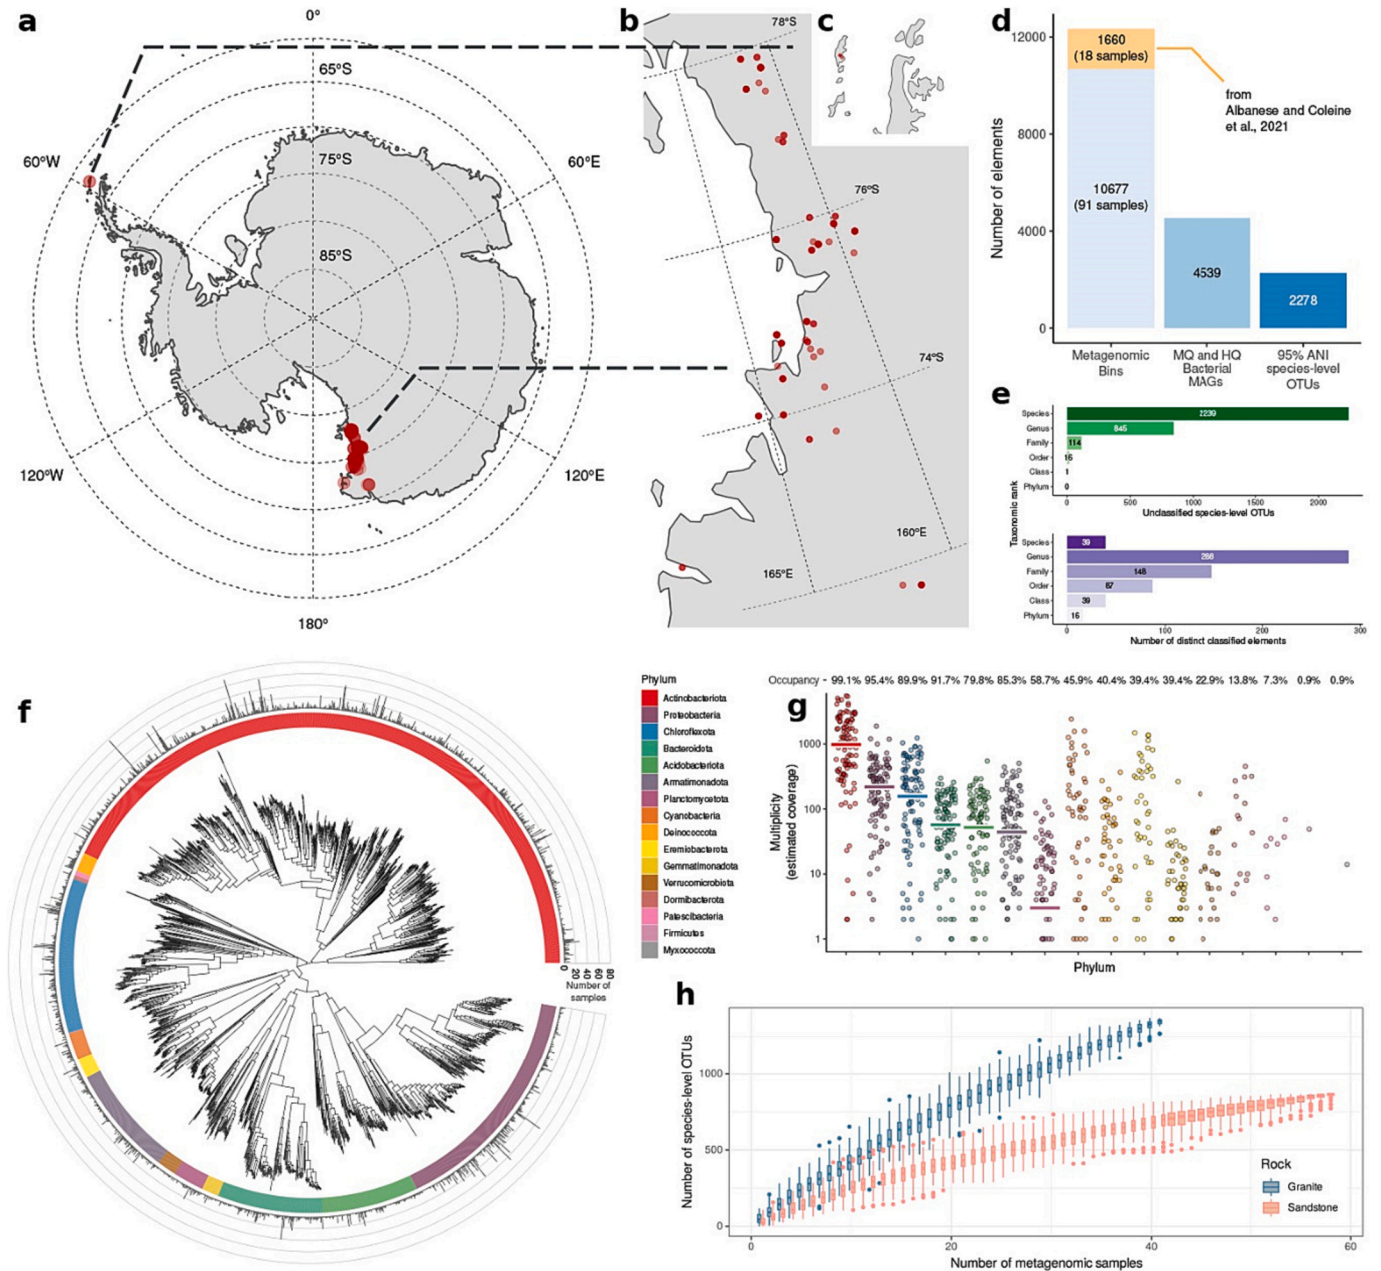 a
0°
65°S
75°S
85°S
60°W
60°E
120°W
120°E
180°
b
78°S
76°S
74°S
160°E
165°E
c
d
Number of elements
12000
8000
4000
0
1660
(18 samples)
10677
(91 samples)
4539
2278
from
Albanese and Coleine
et al., 2021
Metagenomic
Bins
MQ and HQ
Bacterial
MAGs
95% ANI
species-level
OTUs
e
Taxonomic rank
Species
2239
Genus
845
Family
114
Order
16
Class
1
Phylum
0
0
500
1000
1500
2000
Unclassified species-level OTUs
Species
39
Genus
288
Family
148
Order
87
Class
39
Phylum
16
0
100
200
300
Number of distinct classified elements
f
0
20
40
60
80
Number of
samples
Phylum
Actinobacteriota
Proteobacteria
Chloroflexota
Bacteroidota
Acidobacteriota
Armatimonadota
Planctomycetota
Cyanobacteria
Deinococcota
Eremiobacterota
Gemmatimonadota
Verrucomicrobiota
Dormibacterota
Patescibacteria
Firmicutes
Myxococcota
g
Occupancy - 99.1% 95.4% 89.9% 91.7% 79.8% 85.3% 58.7% 45.9% 40.4% 39.4% 39.4% 22.9% 13.8% 7.3% 0.9% 0.9%
Multiplicity
(estimated coverage)
1000
100
10
1
Phylum
h
Number of species-level OTUs
1000
500
0
Rock
Granite
Sandstone
0
20
40
60
Number of metagenomic samples